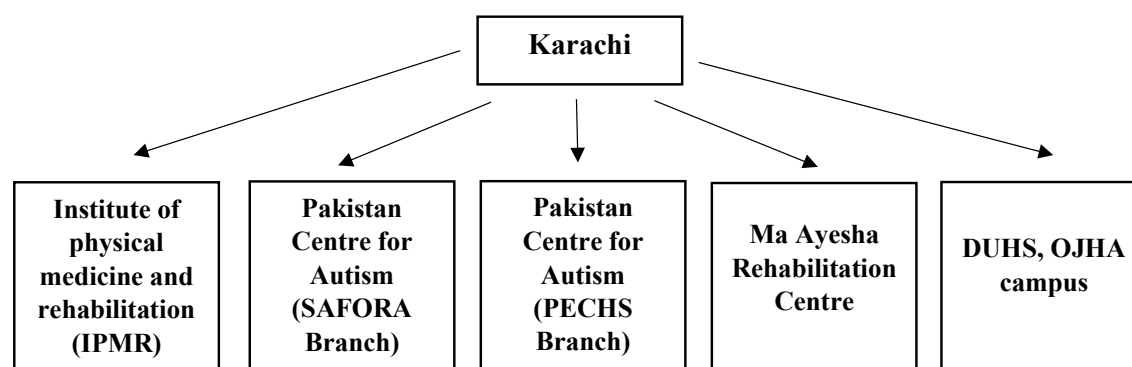 Karachi
Institute of
physical
medicine and
rehabilitation
(IPMR)
Pakistan
Centre for
Autism
(SAFORA
Branch)
Pakistan
Centre for
Autism
(PECHS
Branch)
Ma Ayesha
Rehabilitation
Centre
DUHS, OJHA
campus